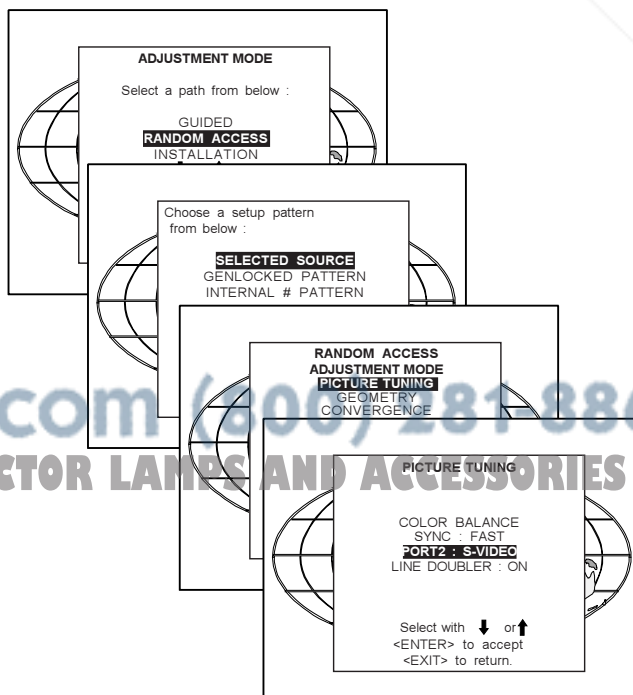 ADJUSTMENT MODE
Select a path from below :
GUIDED
RANDOM ACCESS
INSTALLATION
Choose a setup pattern
from below :
SELECTED SOURCE
GENLOCKED PATTERN
INTERNAL # PATTERN
RANDOM ACCESS
ADJUSTMENT MODE
PICTURE TUNING
GEOMETRY
CONVERGENCE
com (800) 281-886
CTOR LAMPS AND ACCESSORIES
PICTURE TUNING
COLOR BALANCE
SYNC : FAST
PORT2 : S-VIDEO
LINE DOUBLER : ON
Select with ⬇ or⬆
<ENTER> to accept
<EXIT> to return.